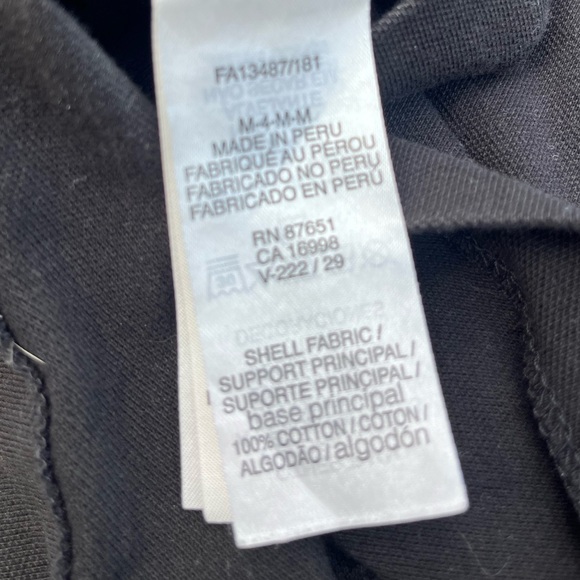 FA13487/181
M-4-M-M
MADE IN PERU
FABRIQUÉ AU PÉROU
FABRICADO NO PERU
FABRICADO EN PERÚ
RN 87651
CA 16998
V-222 / 29
SHELL FABRIC /
SUPPORT PRINCIPAL /
SUPORTE PRINCIPAL /
base principal
100% COTTON / COTON /
ALGODÃO / algodón